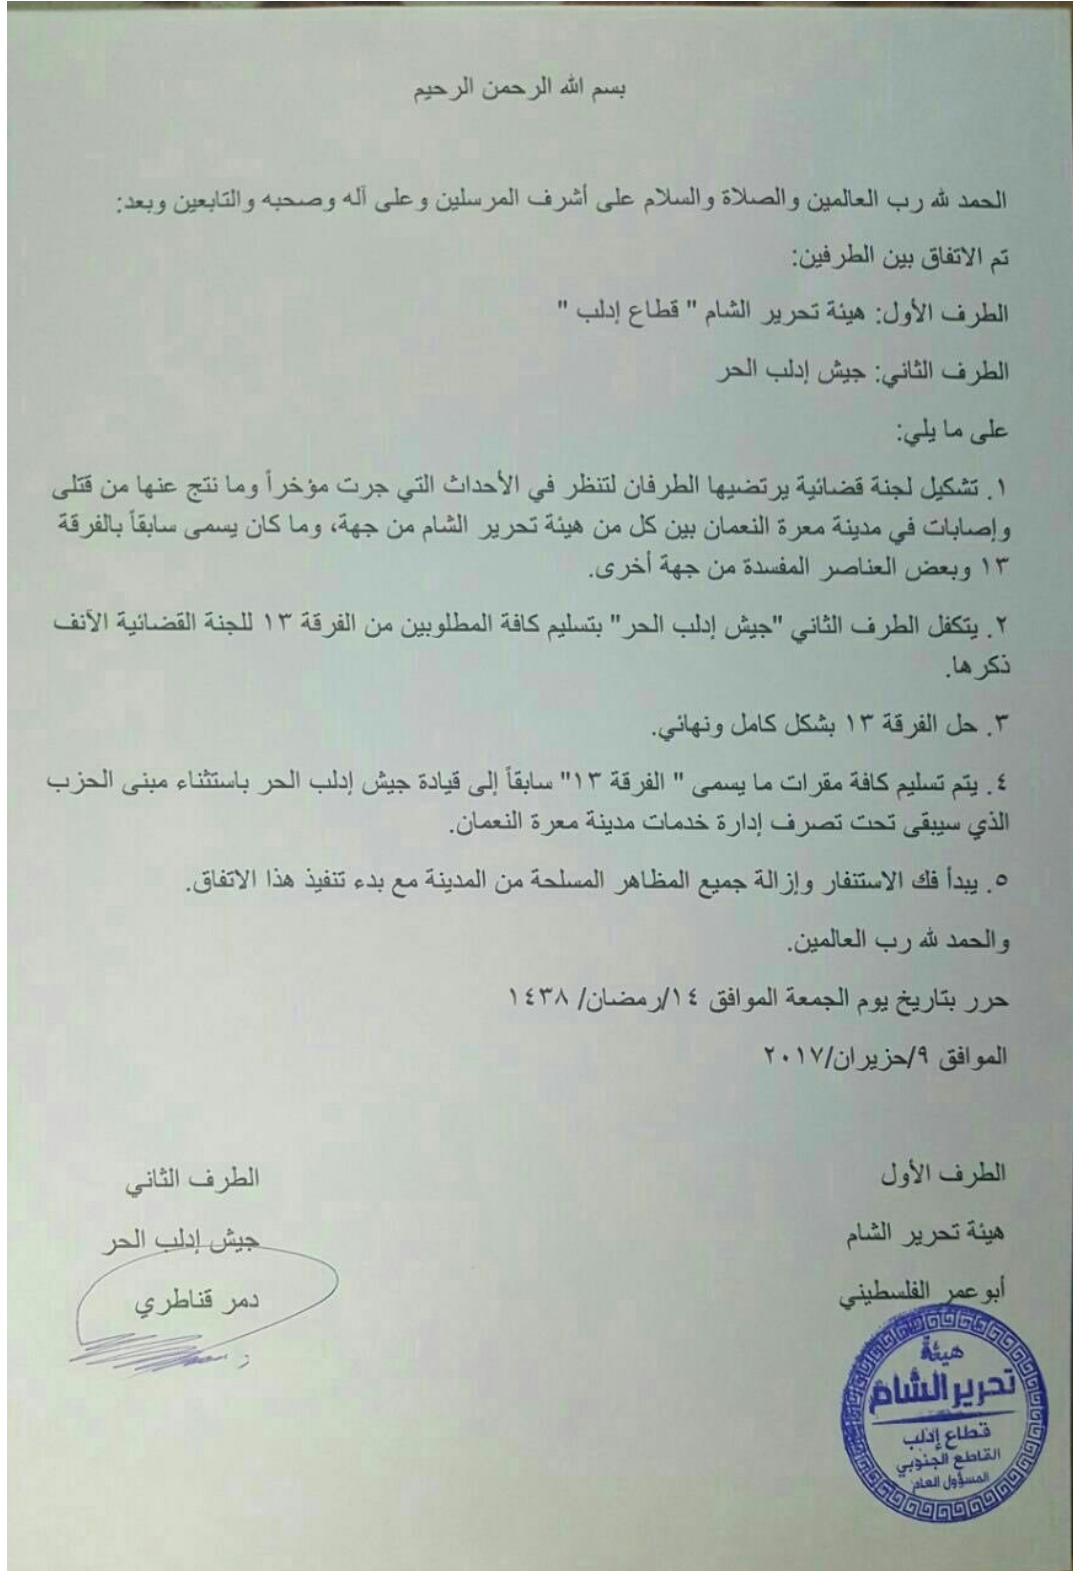 بسم الله الرحمن الرحيم
الحمد لله رب العالمين والصلاة والسلام على أشرف المرسلين وعلى آله وصحبه والتابعين وبعد:
تم الاتفاق بين الطرفين:
الطرف الأول: هيئة تحرير الشام " قطاع إدلب "
الطرف الثاني: جيش إدلب الحر
على ما يلي:
١. تشكيل لجنة قضائية يرتضيها الطرفان لتنظر في الأحداث التي جرت مؤخراً وما نتج عنها من قتلى
وإصابات في مدينة معرة النعمان بين كل من هيئة تحرير الشام من جهة، وما كان يسمى سابقاً بالفرقة
١٣ وبعض العناصر المفسدة من جهة أخرى.
٢. يتكفل الطرف الثاني "جيش إدلب الحر" بتسليم كافة المطلوبين من الفرقة ١٣ للجنة القضائية الآنف
ذكرها.
٣. حل الفرقة ١٣ بشكل كامل ونهائي.
٤. يتم تسليم كافة مقرات ما يسمى " الفرقة ١٣" سابقاً إلى قيادة جيش إدلب الحر باستثناء مبنى الحزب
الذي سيبقى تحت تصرف إدارة خدمات مدينة معرة النعمان.
٥. يبدأ فك الاستنفار وإزالة جميع المظاهر المسلحة من المدينة مع بدء تنفيذ هذا الاتفاق.
والحمد لله رب العالمين.
حرر بتاريخ يوم الجمعة الموافق ١٤/رمضان/ ١٤٣٨
الموافق ٩/حزيران/٢٠١٧
الطرف الأول
هيئة تحرير الشام
أبو عمر الفلسطيني
هيئة
تحرير الشام
قطاع إدلب
القاطع الجنوبي
المسؤول العام
الطرف الثاني
جيش إدلب الحر
دمر قناطري